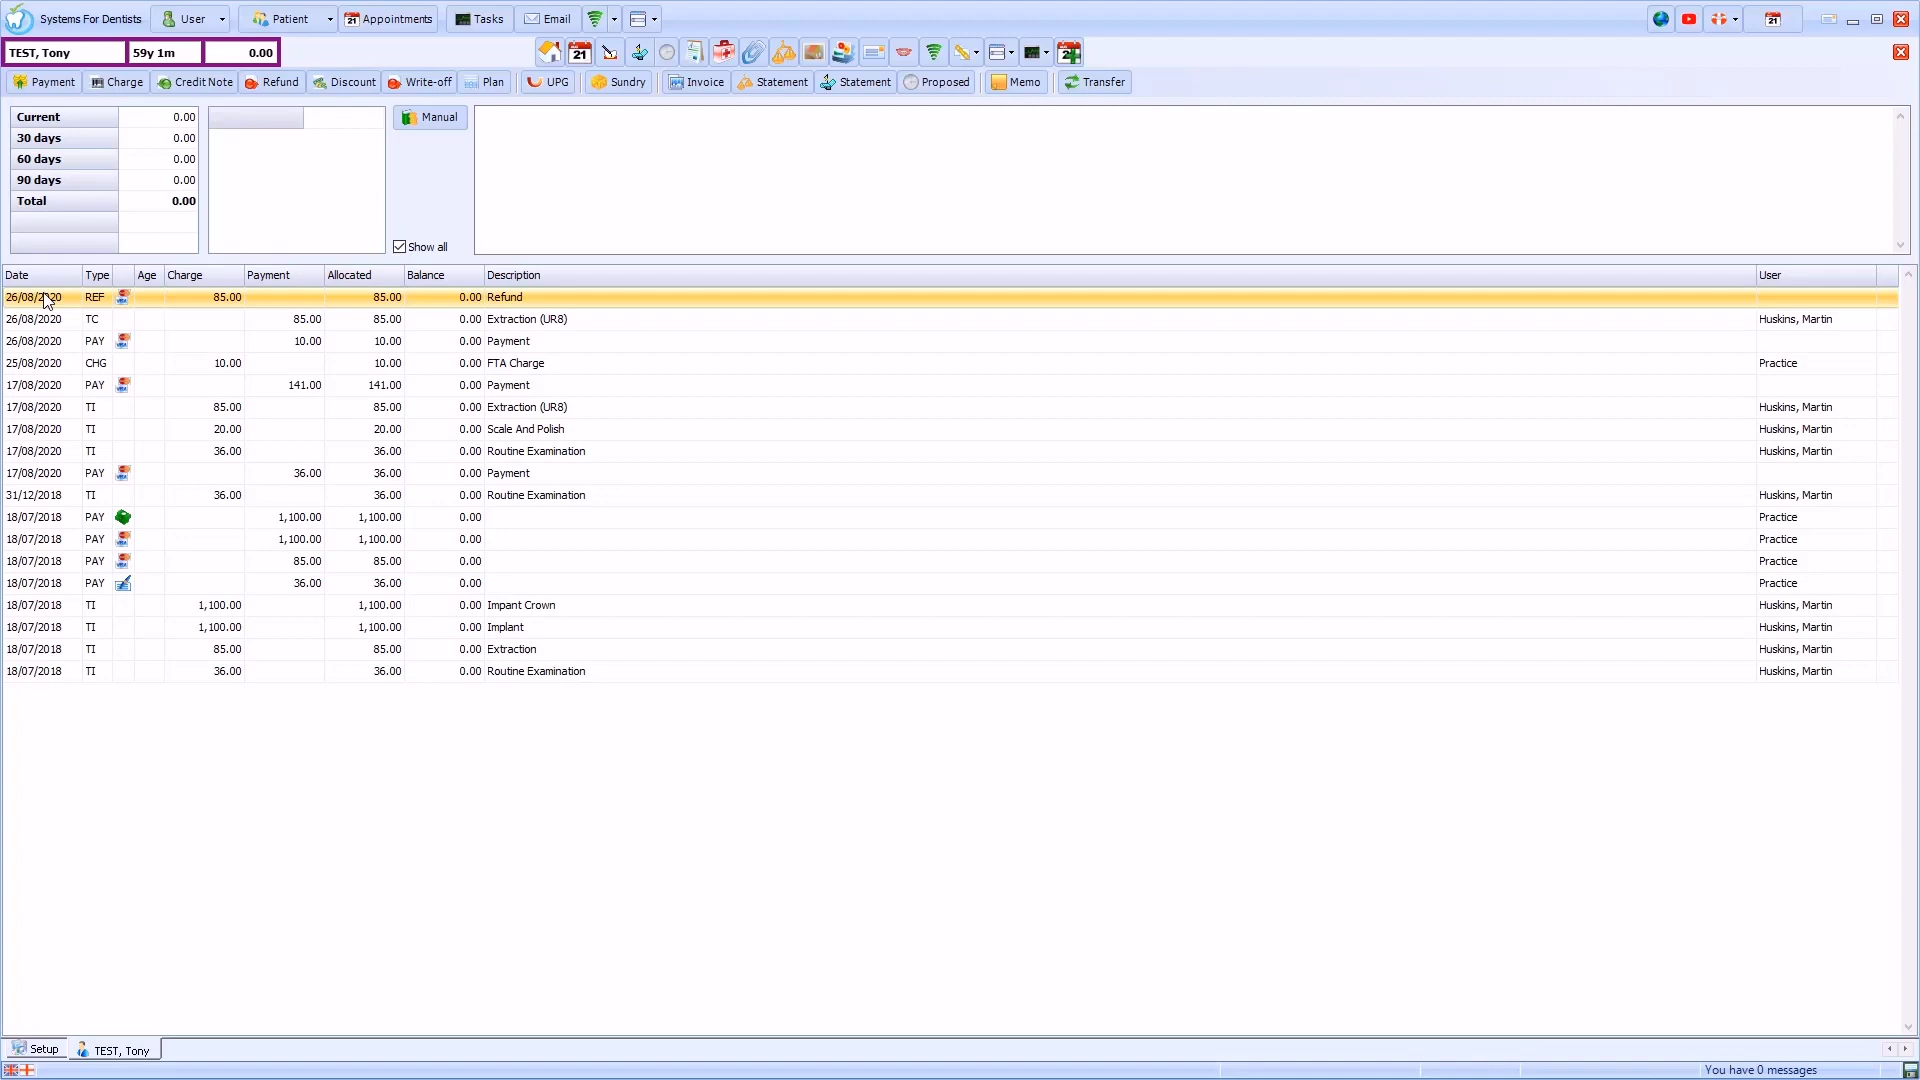 Systems For Dentists User Patient 21 Appointments Tasks Email 21
TEST, Tony 59y 1m 0.00 21
Payment Charge Credit Note Refund Discount Write-off Plan UPG Sundry Invoice Statement Statement Proposed Memo Transfer
Current 0.00 Manual
30 days 0.00
60 days 0.00
90 days 0.00
Total 0.00
Show all
Date Type Age Charge Payment Allocated Balance Description User
26/08/2020 REF 85.00 85.00 0.00 Refund
26/08/2020 TC 85.00 85.00 0.00 Extraction (UR8) Huskins, Martin
26/08/2020 PAY 10.00 10.00 0.00 Payment
25/08/2020 CHG 10.00 10.00 0.00 FTA Charge Practice
17/08/2020 PAY 141.00 141.00 0.00 Payment
17/08/2020 TI 85.00 85.00 0.00 Extraction (UR8) Huskins, Martin
17/08/2020 TI 20.00 20.00 0.00 Scale And Polish Huskins, Martin
17/08/2020 TI 36.00 36.00 0.00 Routine Examination Huskins, Martin
17/08/2020 PAY 36.00 36.00 0.00 Payment
31/12/2018 TI 36.00 36.00 0.00 Routine Examination Huskins, Martin
18/07/2018 PAY 1,100.00 1,100.00 0.00 Practice
18/07/2018 PAY 1,100.00 1,100.00 0.00 Practice
18/07/2018 PAY 85.00 85.00 0.00 Practice
18/07/2018 PAY 36.00 36.00 0.00 Practice
18/07/2018 TI 1,100.00 1,100.00 0.00 Impant Crown Huskins, Martin
18/07/2018 TI 1,100.00 1,100.00 0.00 Implant Huskins, Martin
18/07/2018 TI 85.00 85.00 0.00 Extraction Huskins, Martin
18/07/2018 TI 36.00 36.00 0.00 Routine Examination Huskins, Martin
Setup TEST, Tony
You have 0 messages